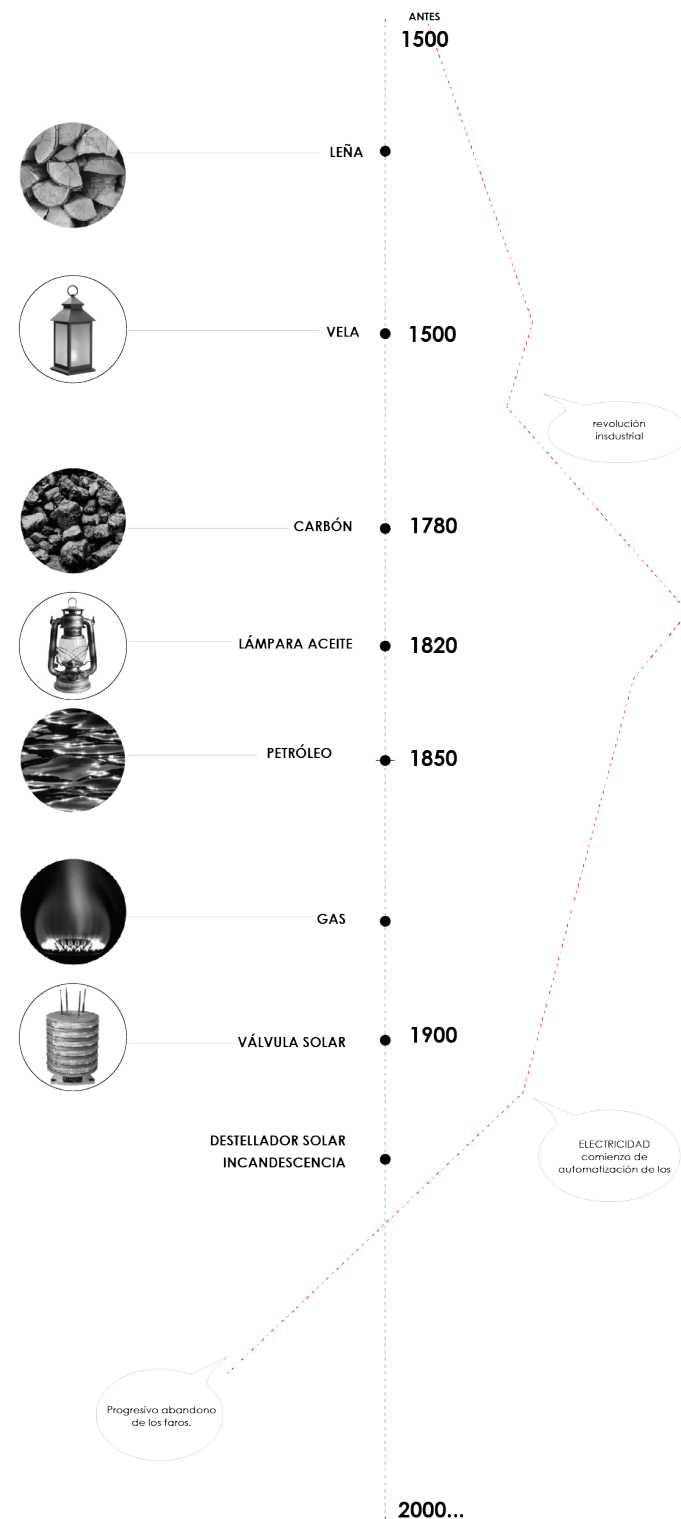 ANTES
1500
LEÑA
VELA
1500
revolución
insdustrial
CARBÓN
1780
LÁMPARA ACEITE
1820
PETRÓLEO
1850
GAS
VÁLVULA SOLAR
1900
DESTELLADOR SOLAR
INCANDESCENCIA
ELECTRICIDAD
comienzo de
automatización de los
Progresivo abandono
de los faros.
2000...